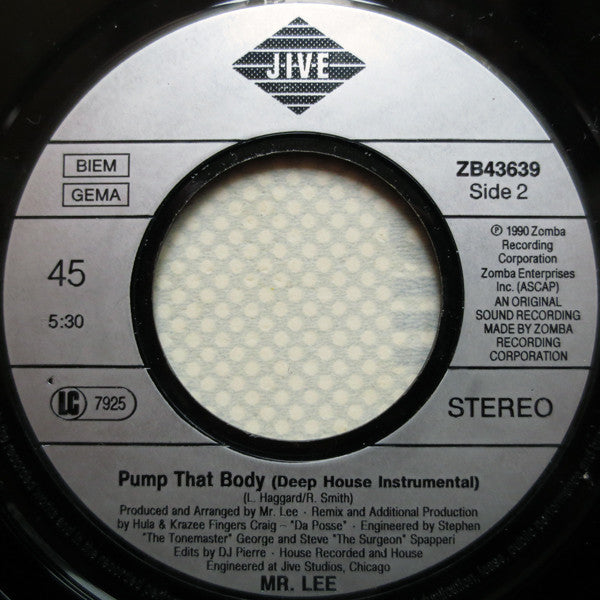 JIVE
BIEM
GEMA
ZB43639
Side 2
45
5:30
℗ 1990 Zomba
Recording
Corporation
Zomba Enterprises
Inc. (ASCAP)
AN ORIGINAL
SOUND RECORDING
MADE BY ZOMBA
RECORDING
CORPORATION
LC 7925
STEREO
Pump That Body (Deep House Instrumental)
(L. Haggard/R. Smith)
Produced and Arranged by Mr. Lee - Remix and Additional Production
by Hula & Krazee Fingers Craig - "Da Posse" - Engineered by Stephen
"The Tonemaster" George and Steve "The Surgeon" Spapperi
Edits by DJ Pierre - House Recorded and House
Engineered at Jive Studios, Chicago
MR. LEE